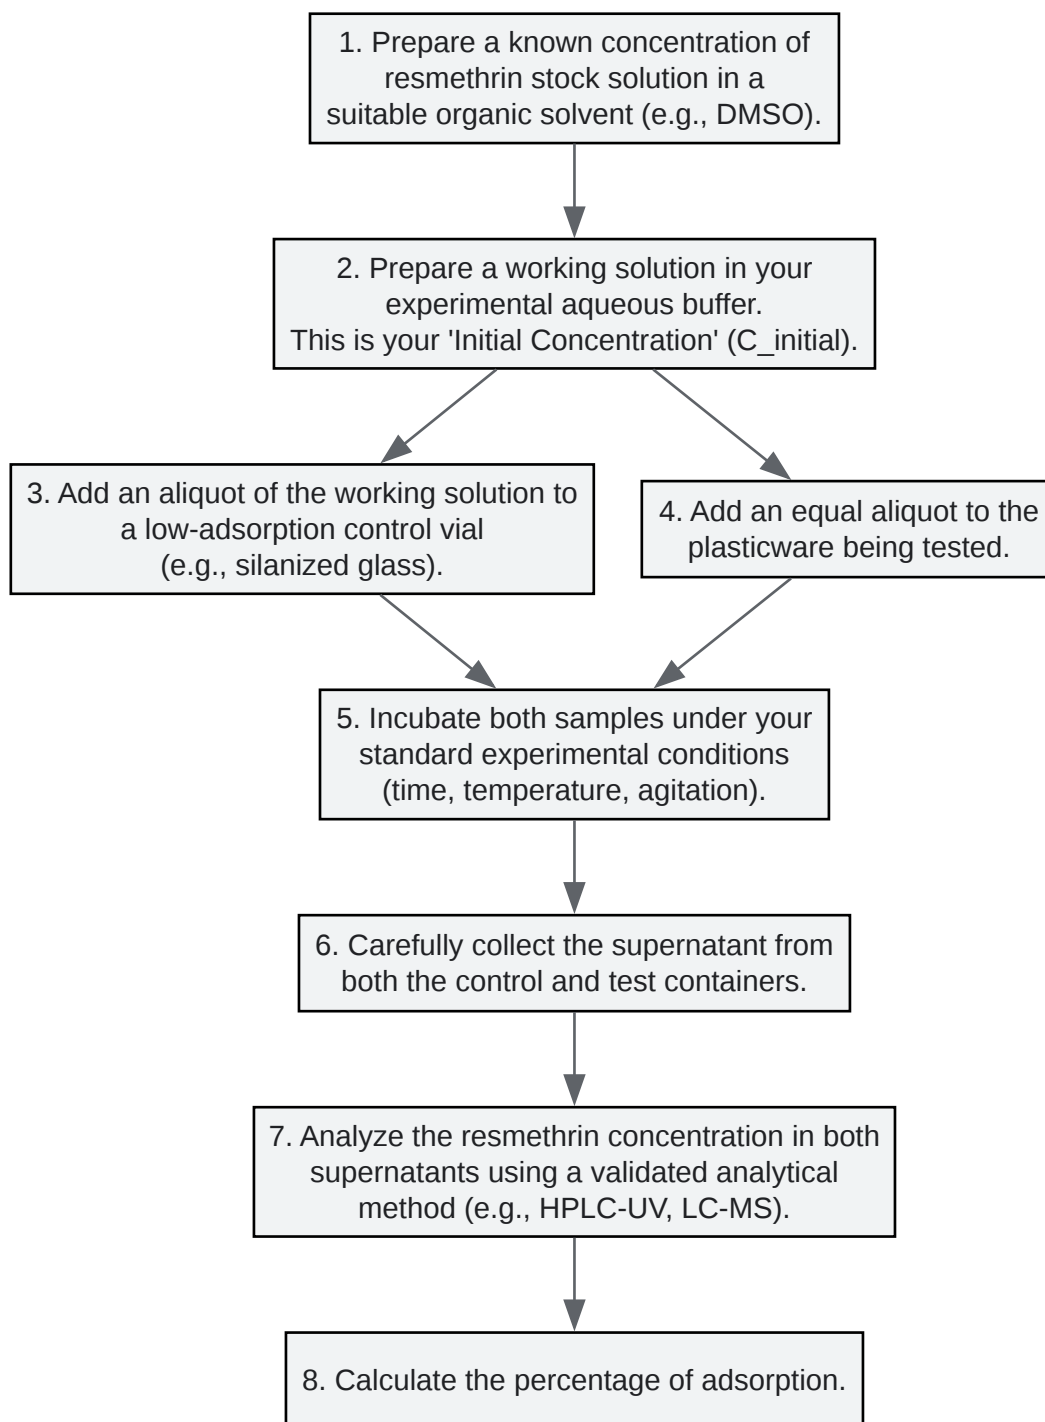 1. Prepare a known concentration of
resmethrin stock solution in a
suitable organic solvent (e.g., DMSO).
2. Prepare a working solution in your
experimental aqueous buffer.
This is your 'Initial Concentration' (C_initial).
3. Add an aliquot of the working solution to
a low-adsorption control vial
(e.g., silanized glass).
4. Add an equal aliquot to the
plasticware being tested.
5. Incubate both samples under your
standard experimental conditions
(time, temperature, agitation).
6. Carefully collect the supernatant from
both the control and test containers.
7. Analyze the resmethrin concentration in both
supernatants using a validated analytical
method (e.g., HPLC-UV, LC-MS).
8. Calculate the percentage of adsorption.